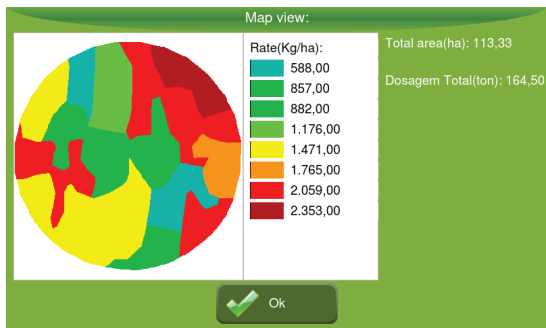 Map view:
Rate(Kg/ha):
588,00
857,00
882,00
1.176,00
1.471,00
1.765,00
2.059,00
2.353,00
Total area(ha): 113,33
Dosagem Total(ton): 164,50
Ok